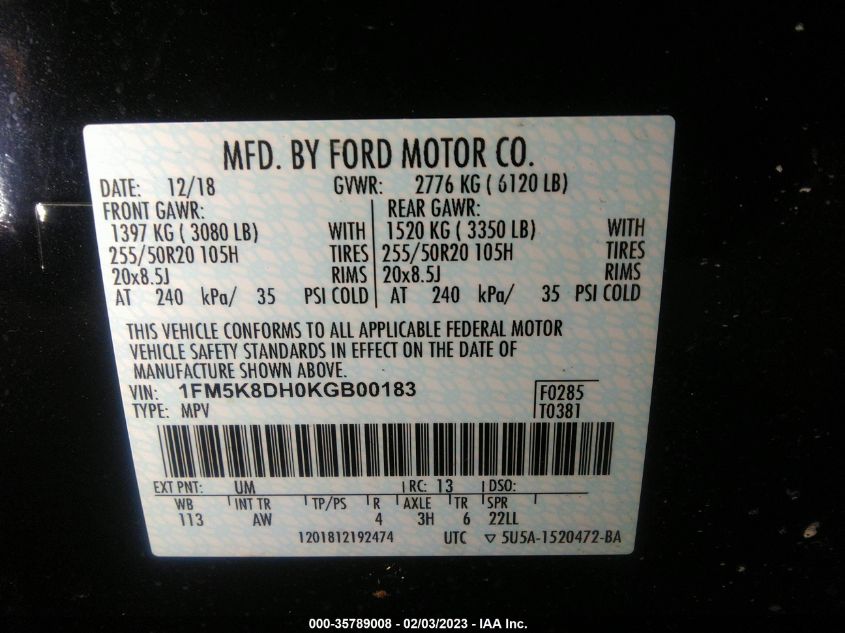 MFD. BY FORD MOTOR CO.
DATE: 12/18 GVWR: 2776 KG ( 6120 LB)
FRONT GAWR: REAR GAWR:
1397 KG ( 3080 LB) WITH 1520 KG ( 3350 LB) WITH
255/50R20 105H TIRES 255/50R20 105H TIRES
20x8.5J RIMS 20x8.5J RIMS
AT 240 kPa/ 35 PSI COLD AT 240 kPa/ 35 PSI COLD
THIS VEHICLE CONFORMS TO ALL APPLICABLE FEDERAL MOTOR
VEHICLE SAFETY STANDARDS IN EFFECT ON THE DATE OF
MANUFACTURE SHOWN ABOVE.
VIN: 1FM5K8DH0KGB00183 F0285
TYPE: MPV T0381
EXT PNT: UM RC: 13 DSO:
WB INT TR TP/PS R AXLE TR SPR
113 AW 4 3H 6 22LL
1201812192474 UTC ▽ 5U5A-1520472-BA
000-35789008 - 02/03/2023 - IAA Inc.